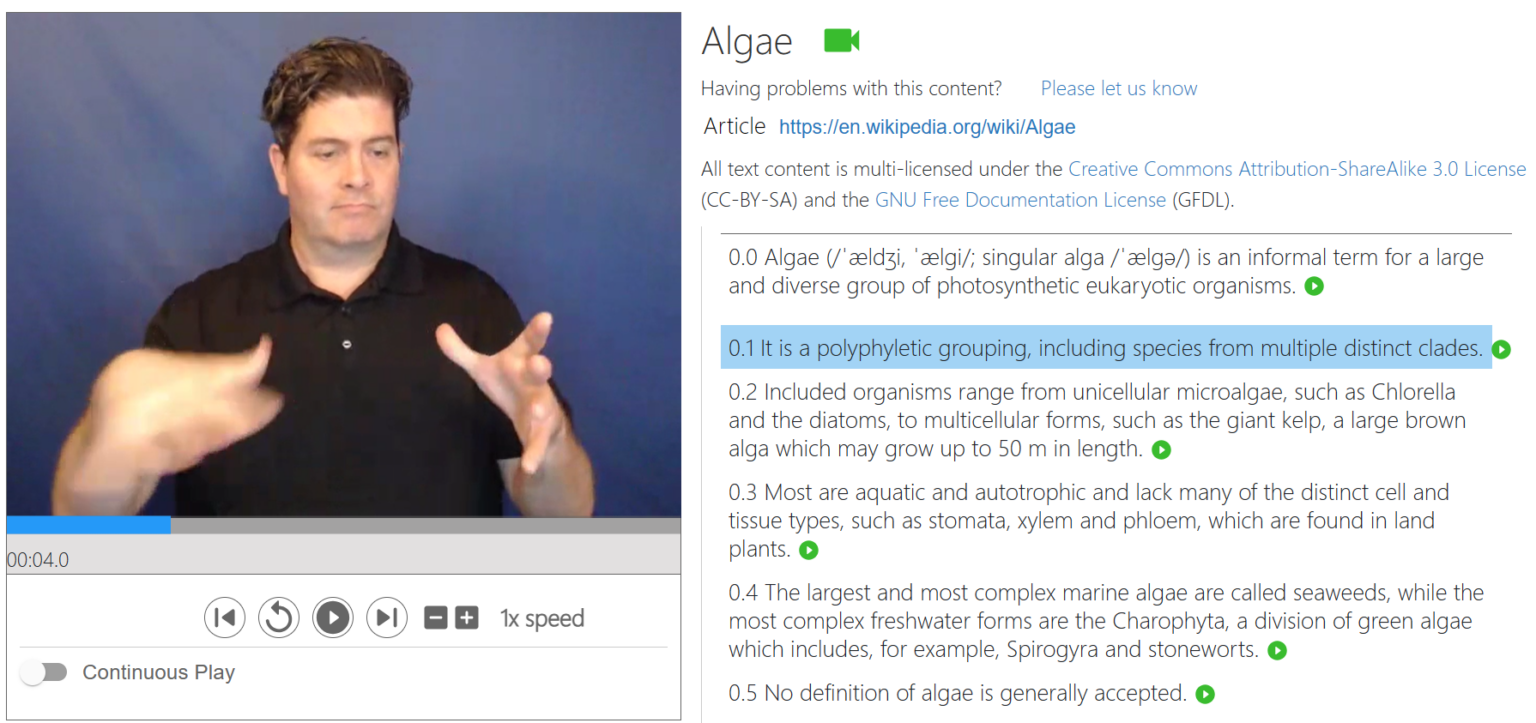 Algae
Having problems with this content? Please let us know
Article https://en.wikipedia.org/wiki/Algae
All text content is multi-licensed under the Creative Commons Attribution-ShareAlike 3.0 License
(CC-BY-SA) and the GNU Free Documentation License (GFDL).
0.0 Algae (/ˈældʒi, ˈælgi/; singular alga /ˈælgə/) is an informal term for a large
and diverse group of photosynthetic eukaryotic organisms.
0.1 It is a polyphyletic grouping, including species from multiple distinct clades.
0.2 Included organisms range from unicellular microalgae, such as Chlorella
and the diatoms, to multicellular forms, such as the giant kelp, a large brown
alga which may grow up to 50 m in length.
0.3 Most are aquatic and autotrophic and lack many of the distinct cell and
tissue types, such as stomata, xylem and phloem, which are found in land
plants.
0.4 The largest and most complex marine algae are called seaweeds, while the
most complex freshwater forms are the Charophyta, a division of green algae
which includes, for example, Spirogyra and stoneworts.
0.5 No definition of algae is generally accepted.
00:04.0
1x speed
Continuous Play